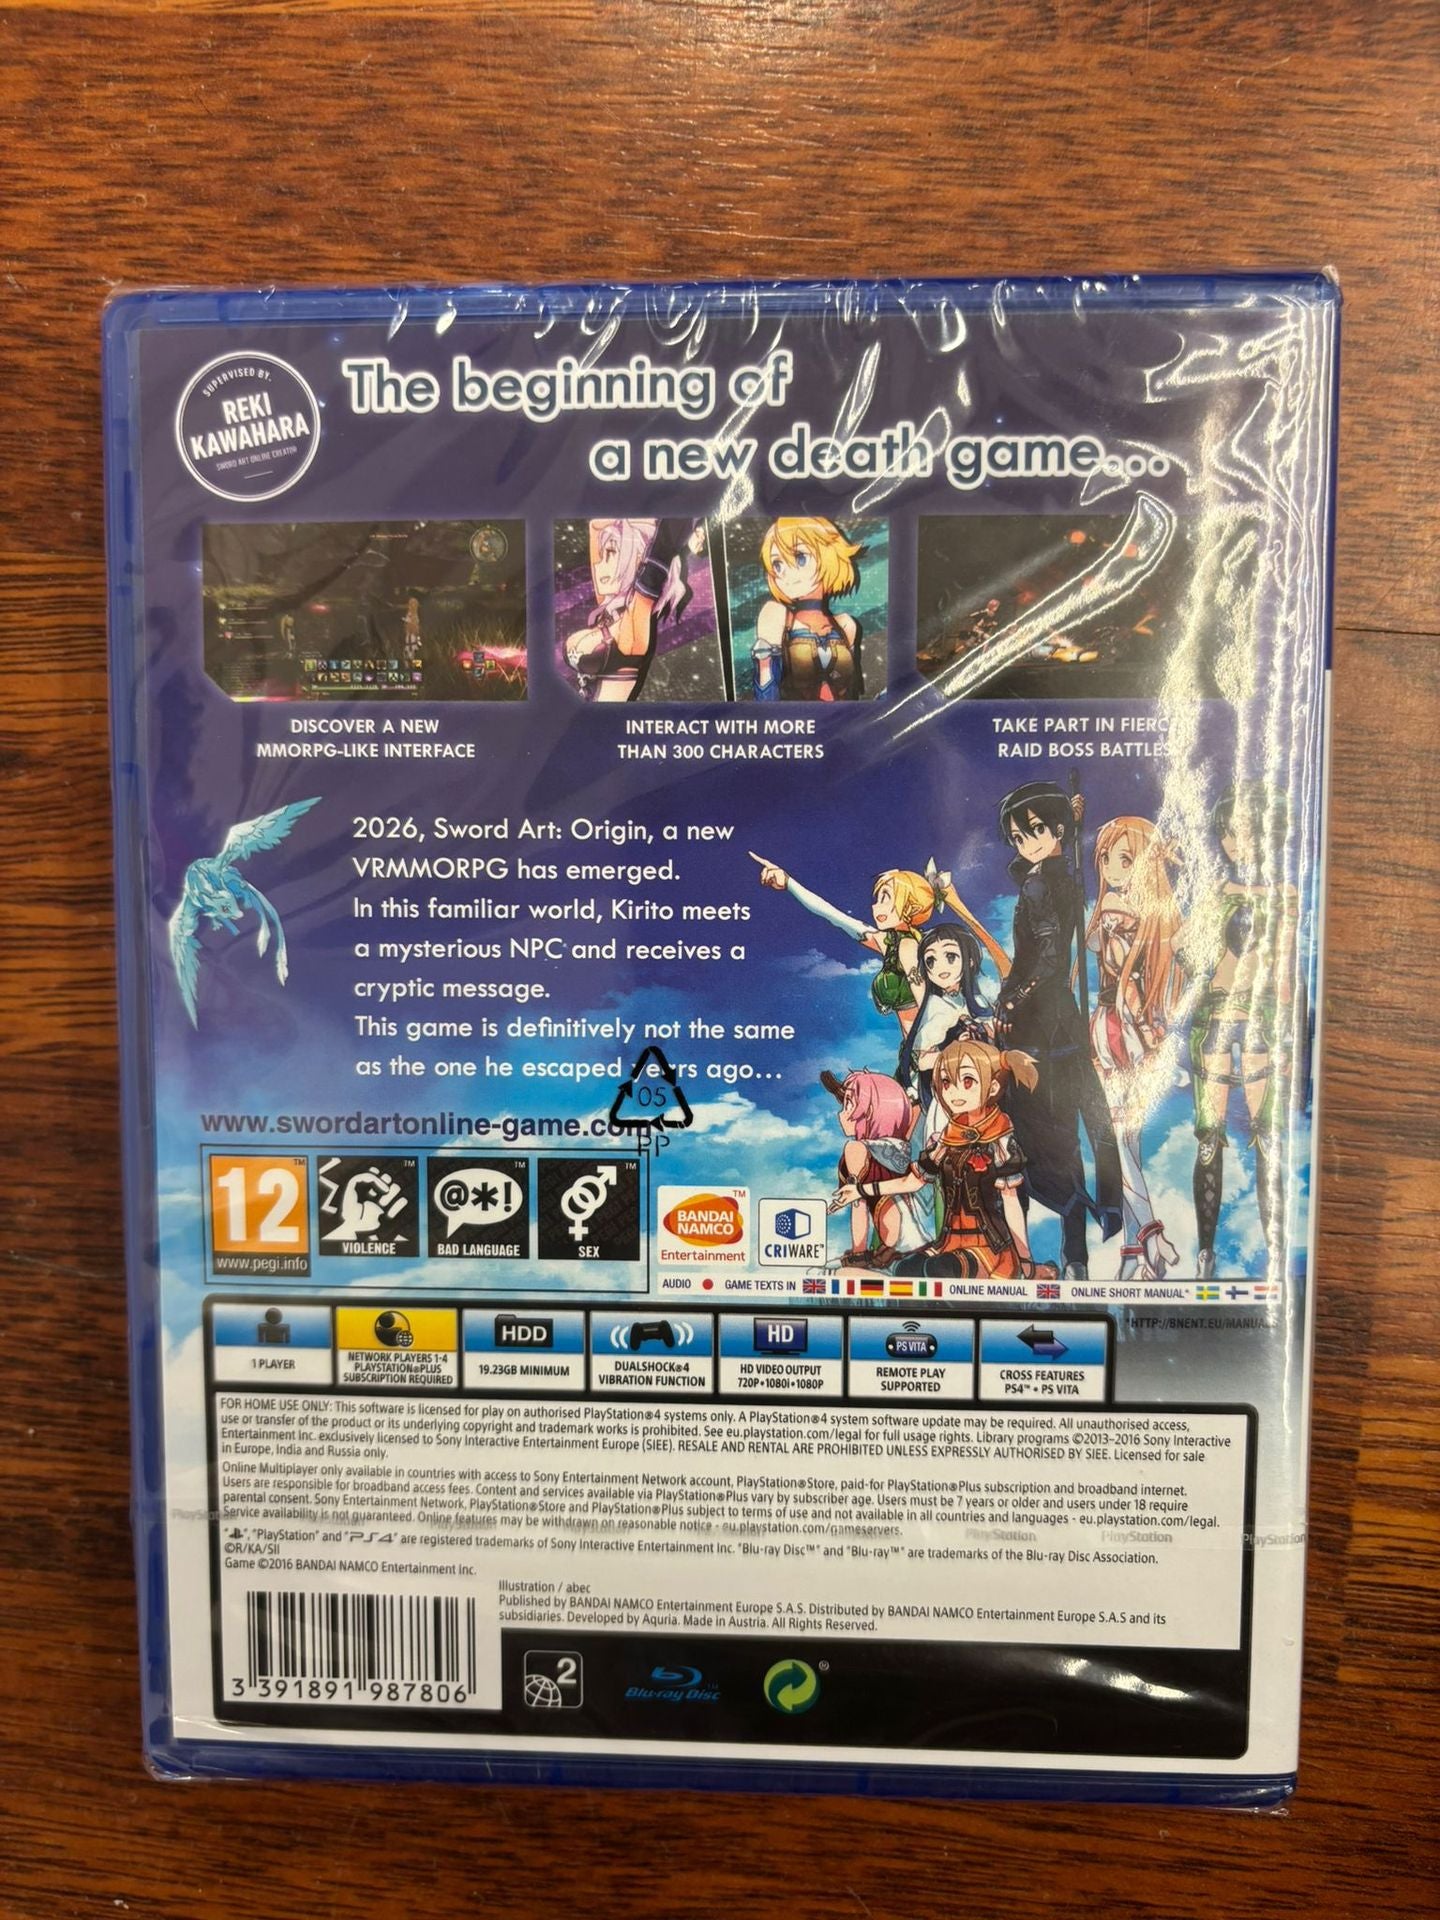 SUPERVISED BY.
REKI
KAWAHARA
SWORD ART ONLINE CREATOR
The beginning of
a new death game...
DISCOVER A NEW
MMORPG-LIKE INTERFACE
INTERACT WITH MORE
THAN 300 CHARACTERS
TAKE PART IN FIERCE
RAID BOSS BATTLES
2026, Sword Art: Origin, a new
VRMMORPG has emerged.
In this familiar world, Kirito meets
a mysterious NPC and receives a
cryptic message.
This game is definitively not the same
as the one he escaped years ago...
05
PP
www.swordartonline-game.com
12
www.pegi.info
VIOLENCE
@*!
BAD LANGUAGE
SEX
BANDAI
NAMCO
Entertainment
CRIWARE™
AUDIO GAME TEXTS IN ONLINE MANUAL ONLINE SHORT MANUAL*
*HTTP://BNENT.EU/MANUALS
1 PLAYER
NETWORK PLAYERS 1-4
PLAYSTATION®PLUS
SUBSCRIPTION REQUIRED
HDD
19.23GB MINIMUM
DUALSHOCK®4
VIBRATION FUNCTION
HD
HD VIDEO OUTPUT
720P•1080i•1080P
PS VITA
REMOTE PLAY
SUPPORTED
CROSS FEATURES
PS4™ • PS VITA
FOR HOME USE ONLY: This software is licensed for play on authorised PlayStation®4 systems only. A PlayStation®4 system software update may be required. All unauthorised access,
use or transfer of the product or its underlying copyright and trademark works is prohibited. See eu.playstation.com/legal for full usage rights. Library programs ©2013-2016 Sony Interactive
Entertainment Inc. exclusively licensed to Sony Interactive Entertainment Europe (SIEE). RESALE AND RENTAL ARE PROHIBITED UNLESS EXPRESSLY AUTHORISED BY SIEE. Licensed for sale
in Europe, India and Russia only.
Online Multiplayer only available in countries with access to Sony Entertainment Network account, PlayStation®Store, paid-for PlayStation®Plus subscription and broadband internet.
Users are responsible for broadband access fees. Content and services available via PlayStation®Plus vary by subscriber age. Users must be 7 years or older and users under 18 require
parental consent. Sony Entertainment Network, PlayStation®Store and PlayStation®Plus subject to terms of use and not available in all countries and languages - eu.playstation.com/legal.
Service availability is not guaranteed. Online features may be withdrawn on reasonable notice - eu.playstation.com/gameservers.
PlayStation PlayStation PlayStation
", "PlayStation" and "PS4" are registered trademarks of Sony Interactive Entertainment Inc. "Blu-ray Disc™" and "Blu-ray™" are trademarks of the Blu-ray Disc Association.
©R/KA/SII
Game ©2016 BANDAI NAMCO Entertainment Inc.
Illustration / abec
Published by BANDAI NAMCO Entertainment Europe S.A.S. Distributed by BANDAI NAMCO Entertainment Europe S.A.S and its
subsidiaries. Developed by Aquria. Made in Austria. All Rights Reserved.
3 391891 987806
2
Blu-ray Disc™